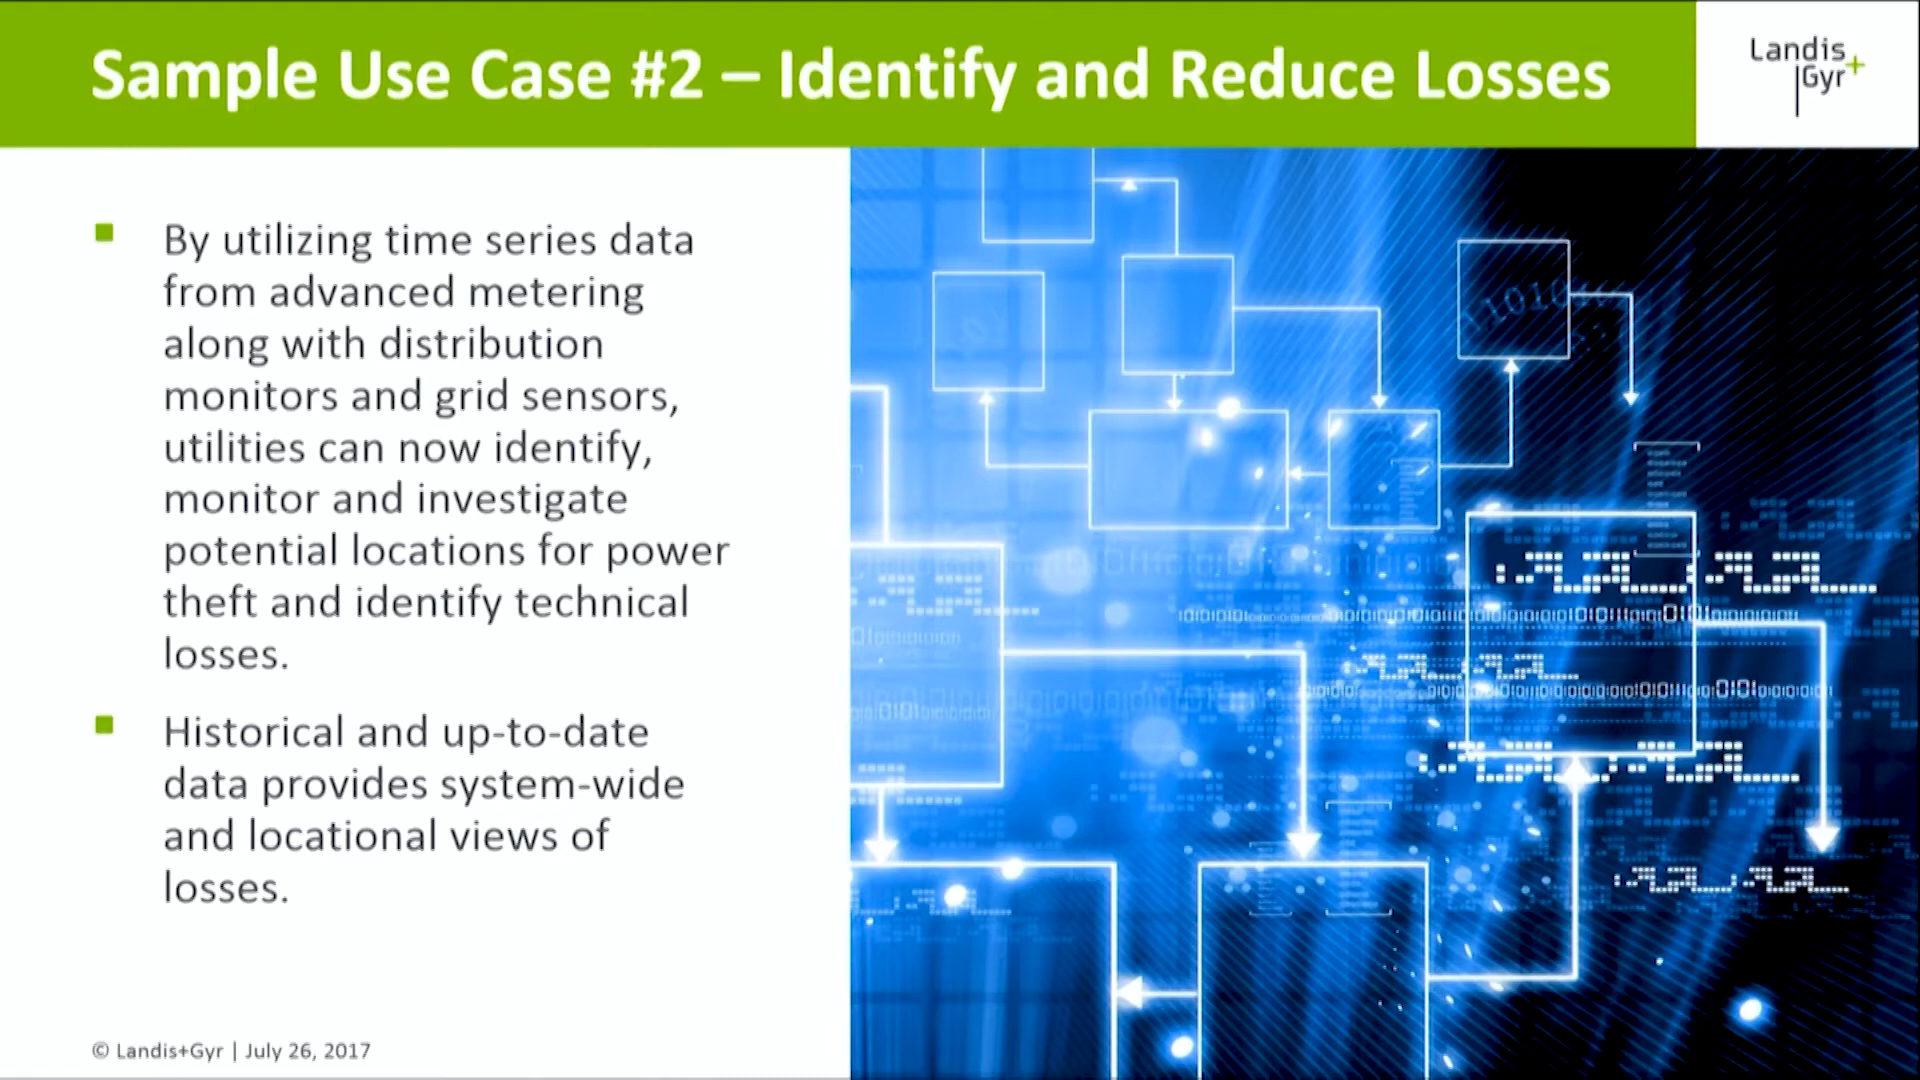 Sample Use Case #2 – Identify and Reduce Losses
Landis
Gyr+
By utilizing time series data
from advanced metering
along with distribution
monitors and grid sensors,
utilities can now identify,
monitor and investigate
potential locations for power
theft and identify technical
losses.
Historical and up-to-date
data provides system-wide
and locational views of
losses.
© Landis+Gyr | July 26, 2017